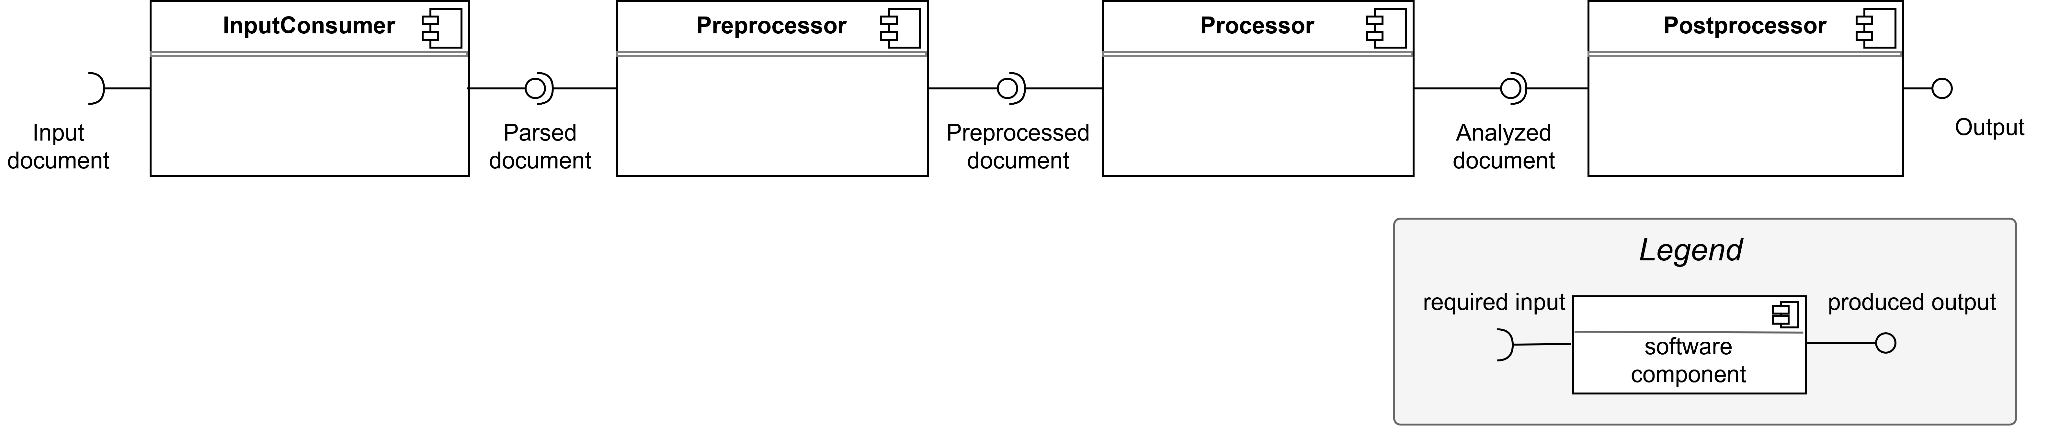 InputConsumer
Preprocessor
Processor
Postprocessor
Input
document
Parsed
document
Preprocessed
document
Analyzed
document
Output
Legend
required input
produced output
software
component